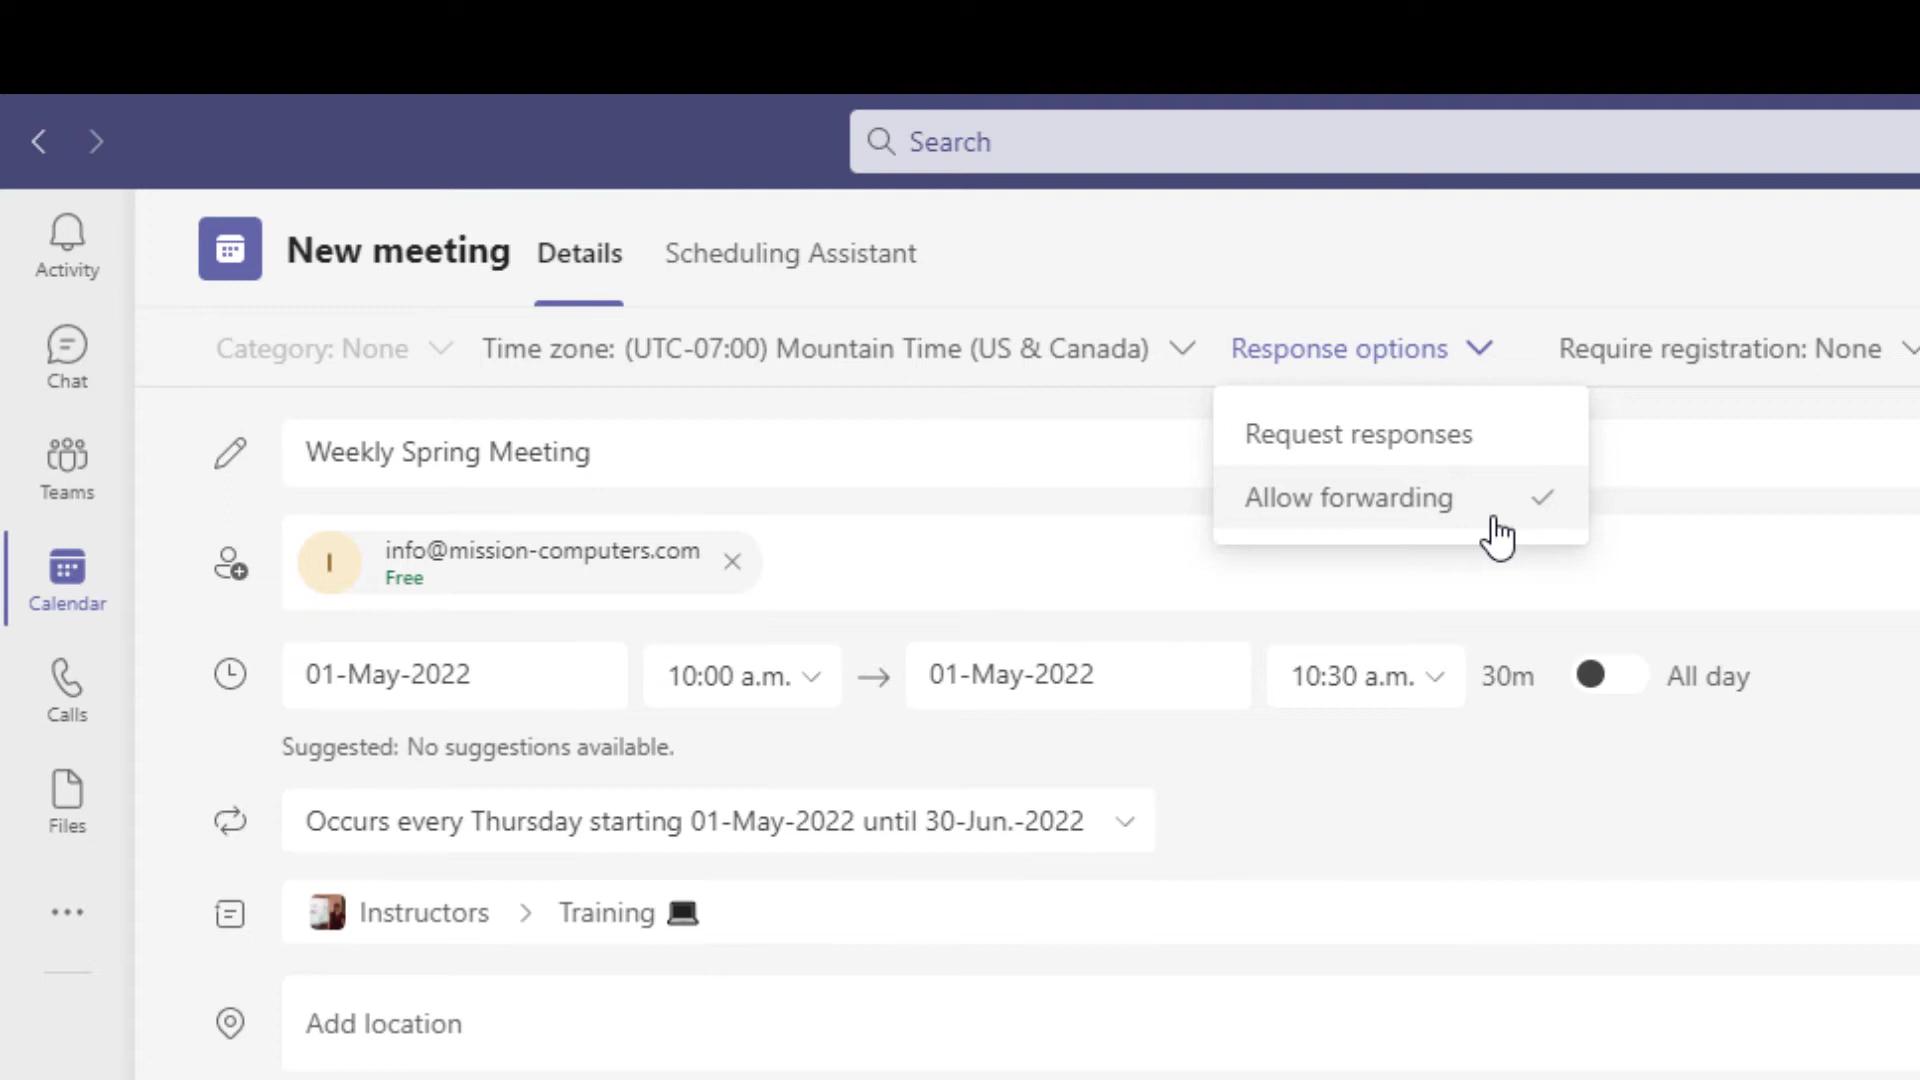 Search
Activity
New meeting Details Scheduling Assistant
Category: None Time zone: (UTC-07:00) Mountain Time (US & Canada) Response options Require registration: None
Chat
Request responses
Weekly Spring Meeting
Teams
Allow forwarding
I info@mission-computers.com
Free
Calendar
01-May-2022 10:00 a.m. → 01-May-2022 10:30 a.m. 30m All day
Calls
Suggested: No suggestions available.
Files
Occurs every Thursday starting 01-May-2022 until 30-Jun.-2022
Instructors > Training
Add location